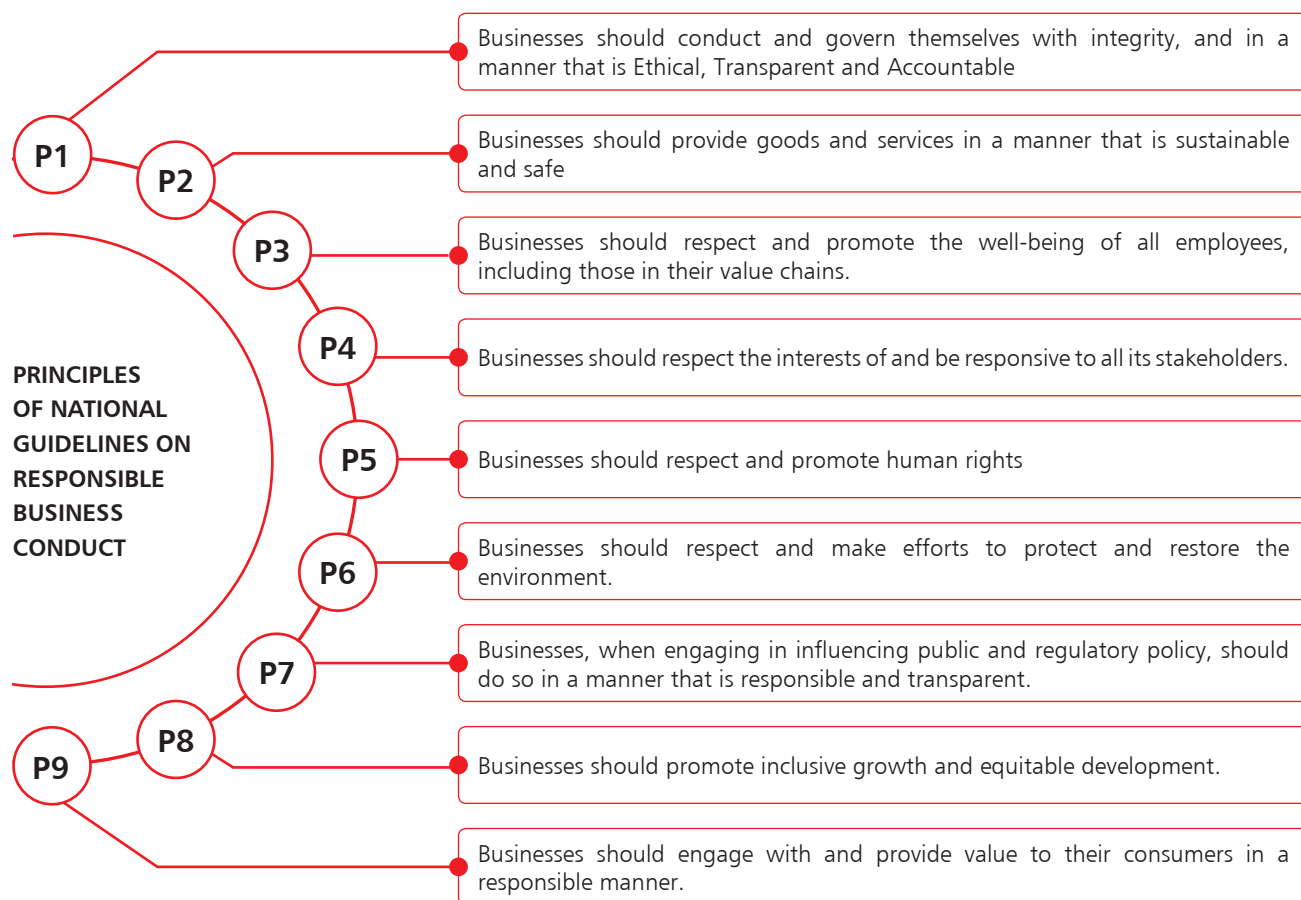 P1
Businesses should conduct and govern themselves with integrity, and in a
manner that is Ethical, Transparent and Accountable
P2
Businesses should provide goods and services in a manner that is sustainable
and safe
P3
Businesses should respect and promote the well-being of all employees,
including those in their value chains.
P4
Businesses should respect the interests of and be responsive to all its stakeholders.
PRINCIPLES
OF NATIONAL
GUIDELINES ON
RESPONSIBLE
BUSINESS
CONDUCT
P5
Businesses should respect and promote human rights
P6
Businesses should respect and make efforts to protect and restore the
environment.
P7
Businesses, when engaging in influencing public and regulatory policy, should
do so in a manner that is responsible and transparent.
P8
Businesses should promote inclusive growth and equitable development.
P9
Businesses should engage with and provide value to their consumers in a
responsible manner.